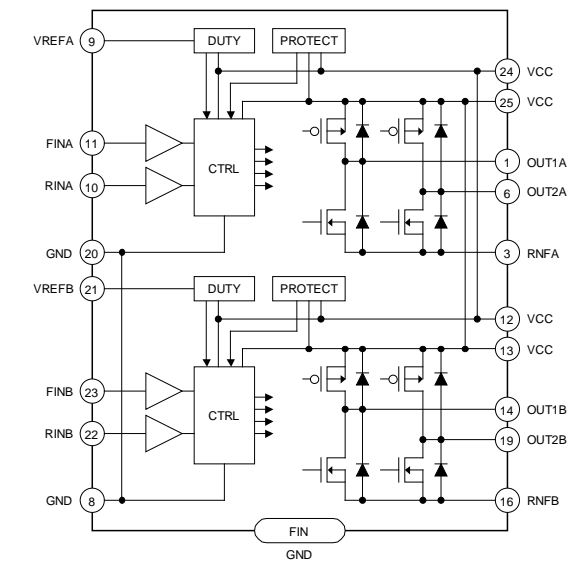 VREFA 9 DUTY PROTECT
24 VCC
25 VCC
FINA 11
CTRL
1 OUT1A
RINA 10
6 OUT2A
GND 20
3 RNFA
VREFB 21 DUTY PROTECT
12 VCC
13 VCC
FINB 23
CTRL
14 OUT1B
RINB 22
19 OUT2B
GND 8
16 RNFB
FIN
GND